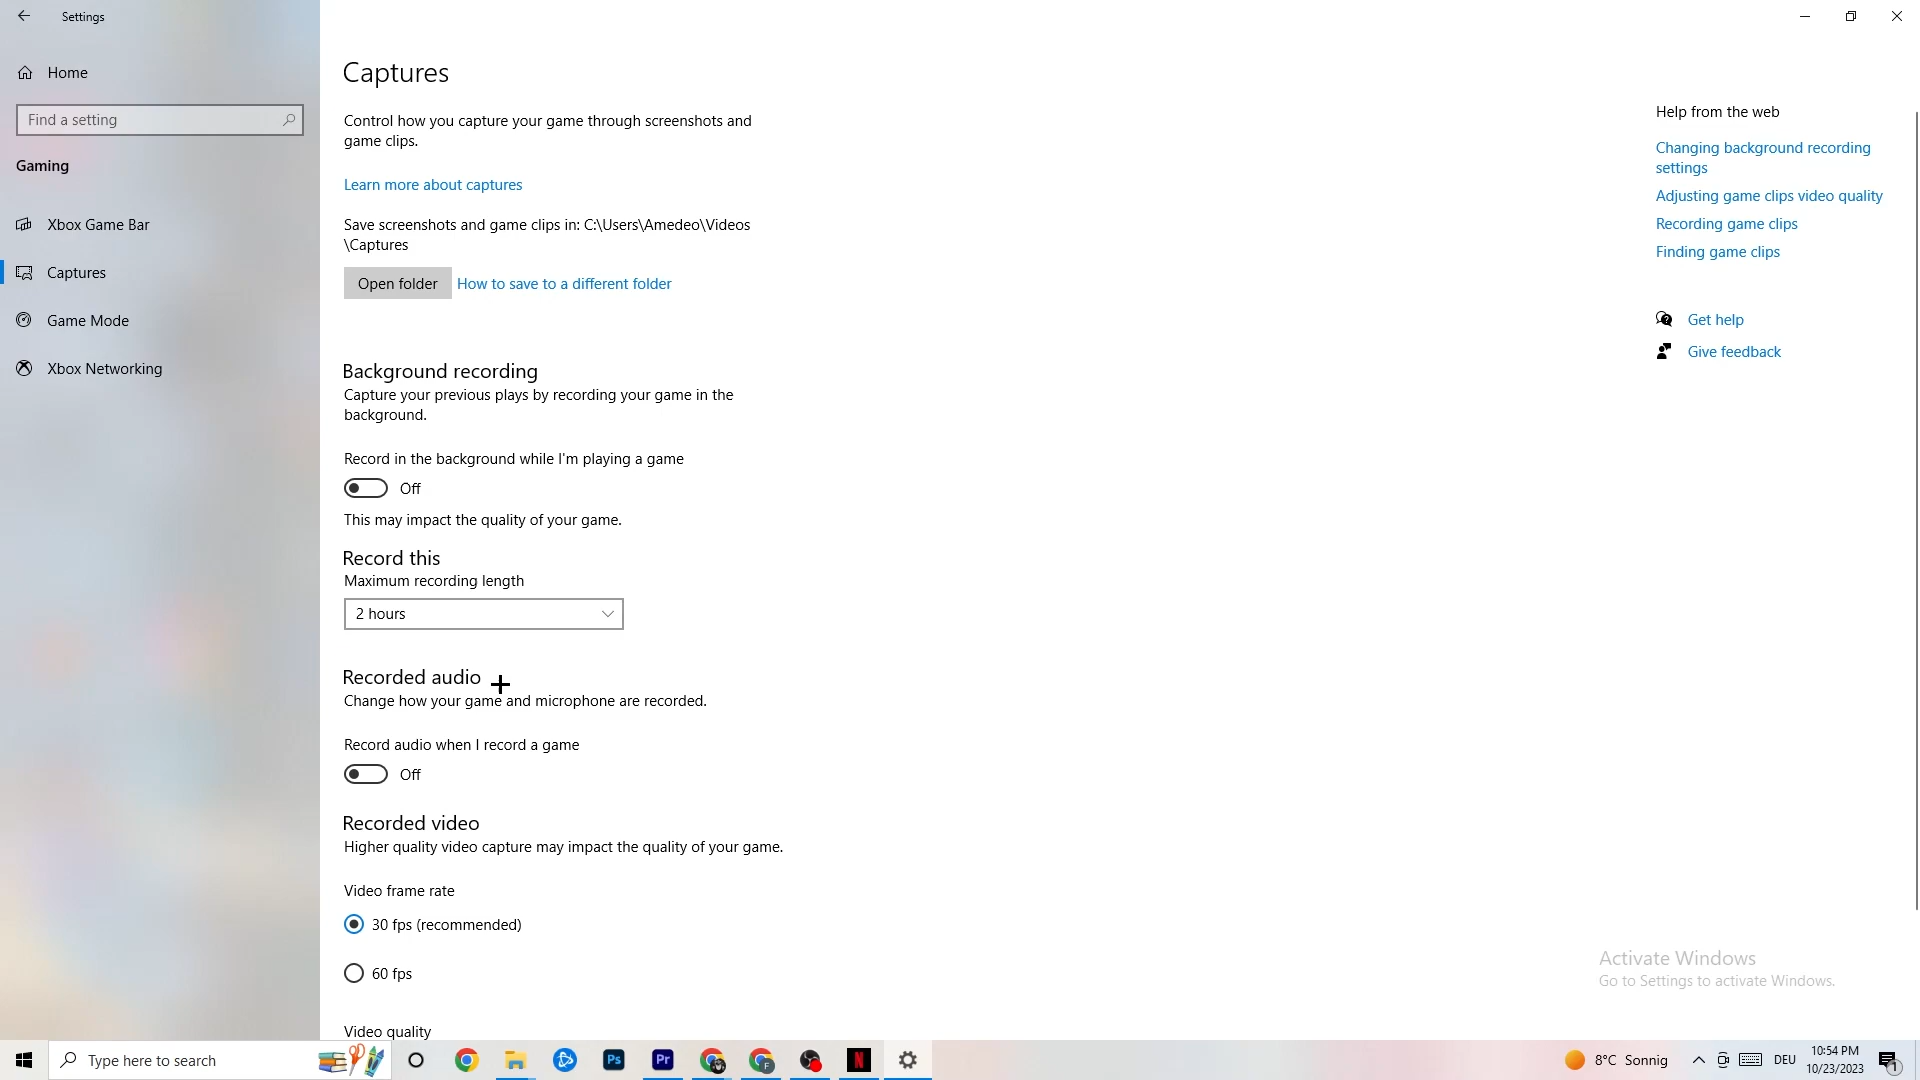 Settings
Home
Find a setting
Gaming
Xbox Game Bar
Captures
Game Mode
Xbox Networking
Captures
Control how you capture your game through screenshots and
game clips.
Learn more about captures
Save screenshots and game clips in: C:\Users\Amedeo\Videos
\Captures
Open folder How to save to a different folder
Background recording
Capture your previous plays by recording your game in the
background.
Record in the background while I'm playing a game
Off
This may impact the quality of your game.
Record this
Maximum recording length
2 hours
Recorded audio
Change how your game and microphone are recorded.
Record audio when I record a game
Off
Recorded video
Higher quality video capture may impact the quality of your game.
Video frame rate
30 fps (recommended)
60 fps
Video quality
Help from the web
Changing background recording
settings
Adjusting game clips video quality
Recording game clips
Finding game clips
Get help
Give feedback
Activate Windows
Go to Settings to activate Windows.
Type here to search
Ps
Pr
F
N
8°C Sonnig
DEU
10:54 PM
10/23/2023
1